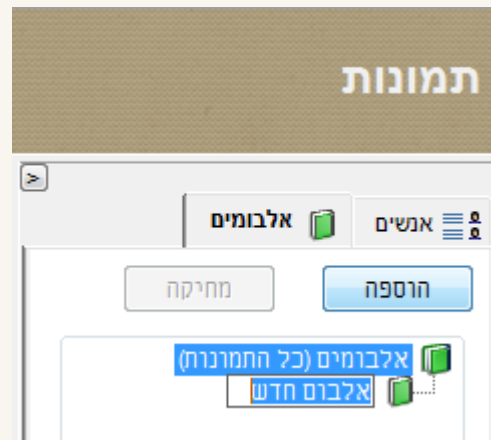 תמונות
אנשים
אלבומים
הוספה
מחיקה
אלבומים (כל התמונות)
אלבום חדש